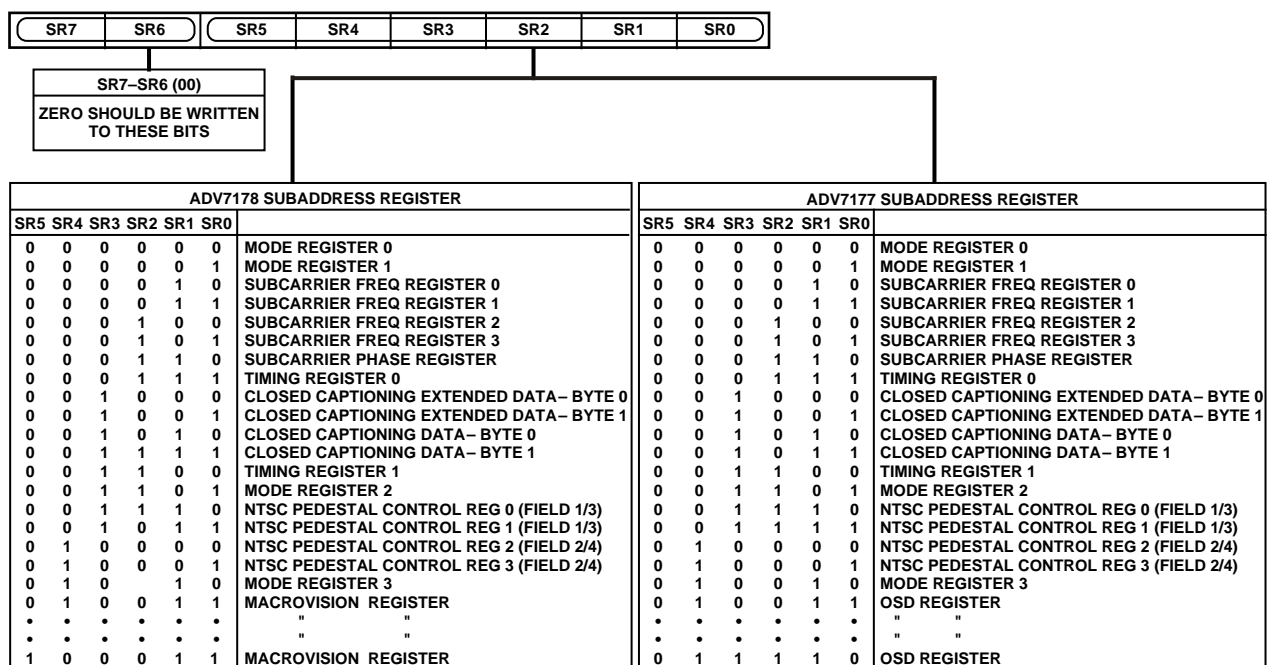 SR7 SR6 SR5 SR4 SR3 SR2 SR1 SR0
SR7–SR6 (00)
ZERO SHOULD BE WRITTEN
TO THESE BITS
ADV7178 SUBADDRESS REGISTER
SR5 SR4 SR3 SR2 SR1 SR0
0 0 0 0 0 0 MODE REGISTER 0
0 0 0 0 0 1 MODE REGISTER 1
0 0 0 0 1 0 SUBCARRIER FREQ REGISTER 0
0 0 0 0 1 1 SUBCARRIER FREQ REGISTER 1
0 0 0 1 0 0 SUBCARRIER FREQ REGISTER 2
0 0 0 1 0 1 SUBCARRIER FREQ REGISTER 3
0 0 0 1 1 0 SUBCARRIER PHASE REGISTER
0 0 0 1 1 1 TIMING REGISTER 0
0 0 1 0 0 0 CLOSED CAPTIONING EXTENDED DATA– BYTE 0
0 0 1 0 0 1 CLOSED CAPTIONING EXTENDED DATA– BYTE 1
0 0 1 0 1 0 CLOSED CAPTIONING DATA– BYTE 0
0 0 1 1 1 1 CLOSED CAPTIONING DATA– BYTE 1
0 0 1 1 0 0 TIMING REGISTER 1
0 0 1 1 0 1 MODE REGISTER 2
0 0 1 1 1 0 NTSC PEDESTAL CONTROL REG 0 (FIELD 1/3)
0 0 1 0 1 1 NTSC PEDESTAL CONTROL REG 1 (FIELD 1/3)
0 1 0 0 0 0 NTSC PEDESTAL CONTROL REG 2 (FIELD 2/4)
0 1 0 0 0 1 NTSC PEDESTAL CONTROL REG 3 (FIELD 2/4)
0 1 0 1 0 MODE REGISTER 3
0 1 0 0 1 1 MACROVISION REGISTER
• • • • • • " "
• • • • • • " "
1 0 0 0 1 1 MACROVISION REGISTER
ADV7177 SUBADDRESS REGISTER
SR5 SR4 SR3 SR2 SR1 SR0
0 0 0 0 0 0 MODE REGISTER 0
0 0 0 0 0 1 MODE REGISTER 1
0 0 0 0 1 0 SUBCARRIER FREQ REGISTER 0
0 0 0 0 1 1 SUBCARRIER FREQ REGISTER 1
0 0 0 1 0 0 SUBCARRIER FREQ REGISTER 2
0 0 0 1 0 1 SUBCARRIER FREQ REGISTER 3
0 0 0 1 1 0 SUBCARRIER PHASE REGISTER
0 0 0 1 1 1 TIMING REGISTER 0
0 0 1 0 0 0 CLOSED CAPTIONING EXTENDED DATA– BYTE 0
0 0 1 0 0 1 CLOSED CAPTIONING EXTENDED DATA– BYTE 1
0 0 1 0 1 0 CLOSED CAPTIONING DATA– BYTE 0
0 0 1 0 1 1 CLOSED CAPTIONING DATA– BYTE 1
0 0 1 1 0 0 TIMING REGISTER 1
0 0 1 1 0 1 MODE REGISTER 2
0 0 1 1 1 0 NTSC PEDESTAL CONTROL REG 0 (FIELD 1/3)
0 0 1 1 1 1 NTSC PEDESTAL CONTROL REG 1 (FIELD 1/3)
0 1 0 0 0 0 NTSC PEDESTAL CONTROL REG 2 (FIELD 2/4)
0 1 0 0 0 1 NTSC PEDESTAL CONTROL REG 3 (FIELD 2/4)
0 1 0 0 1 0 MODE REGISTER 3
0 1 0 0 1 1 OSD REGISTER
• • • • • • " "
• • • • • • " "
0 1 1 1 1 0 OSD REGISTER